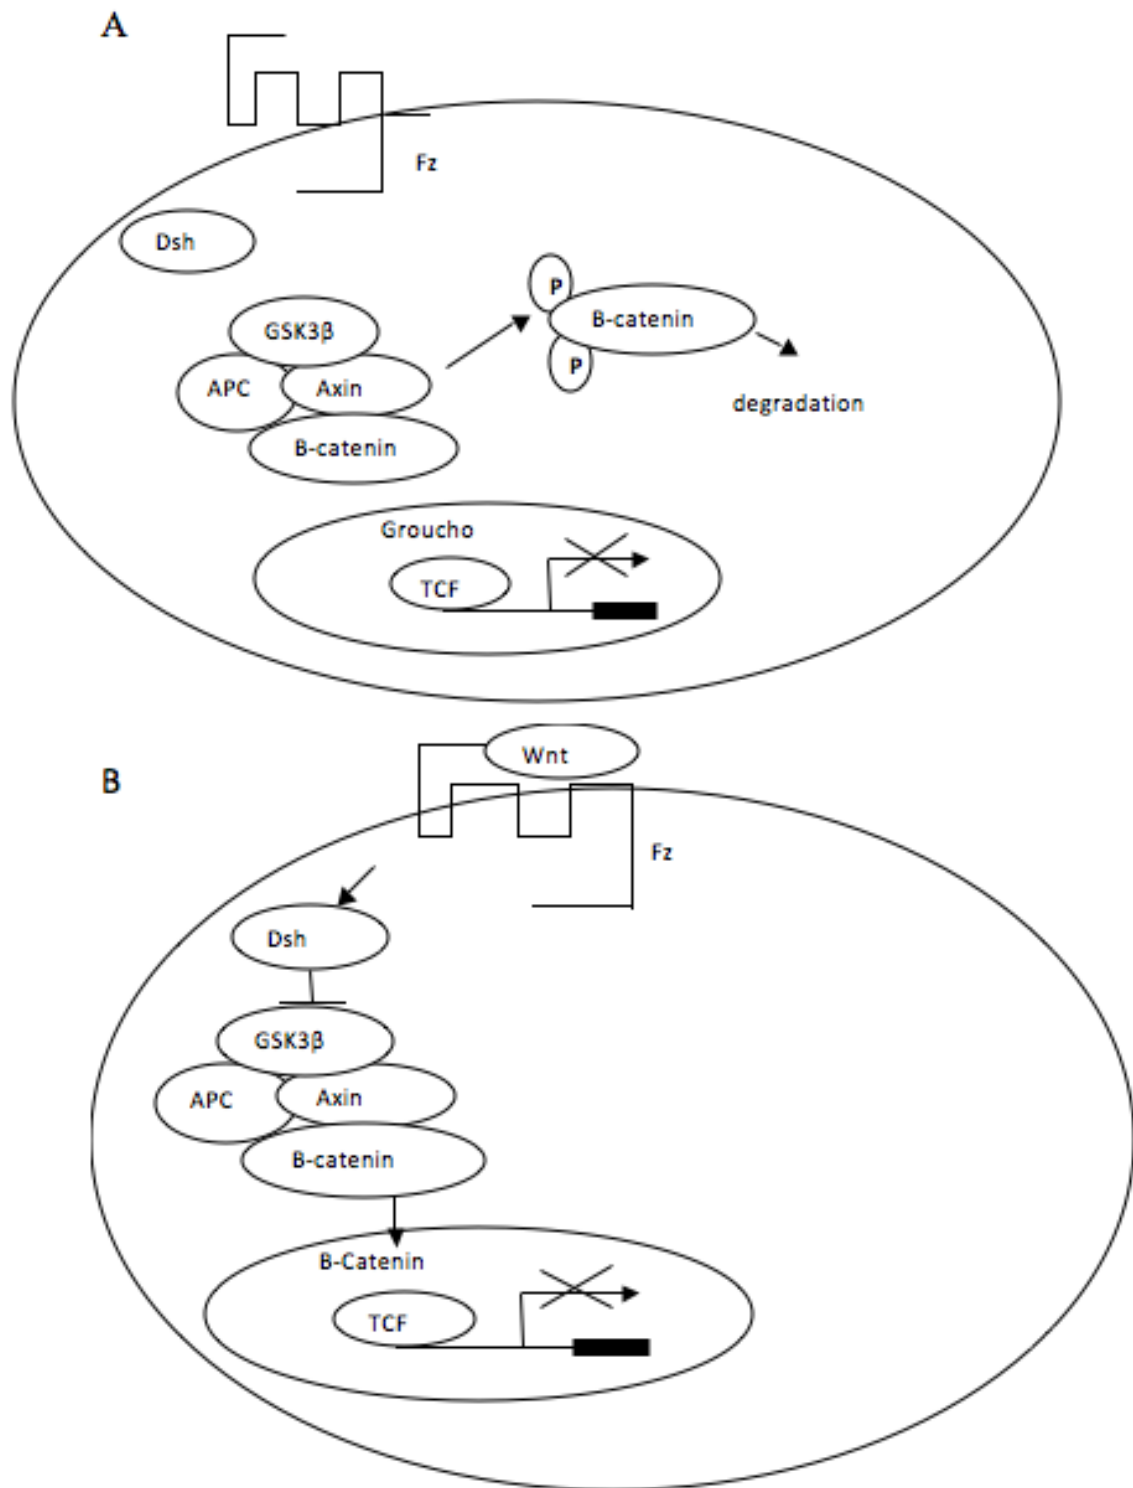 A
Fz
Dsh
P
GSK3β
B-catenin
P
APC
Axin
degradation
B-catenin
Groucho
TCF
Wnt
B
Fz
Dsh
GSK3β
APC
Axin
B-catenin
B-Catenin
TCF